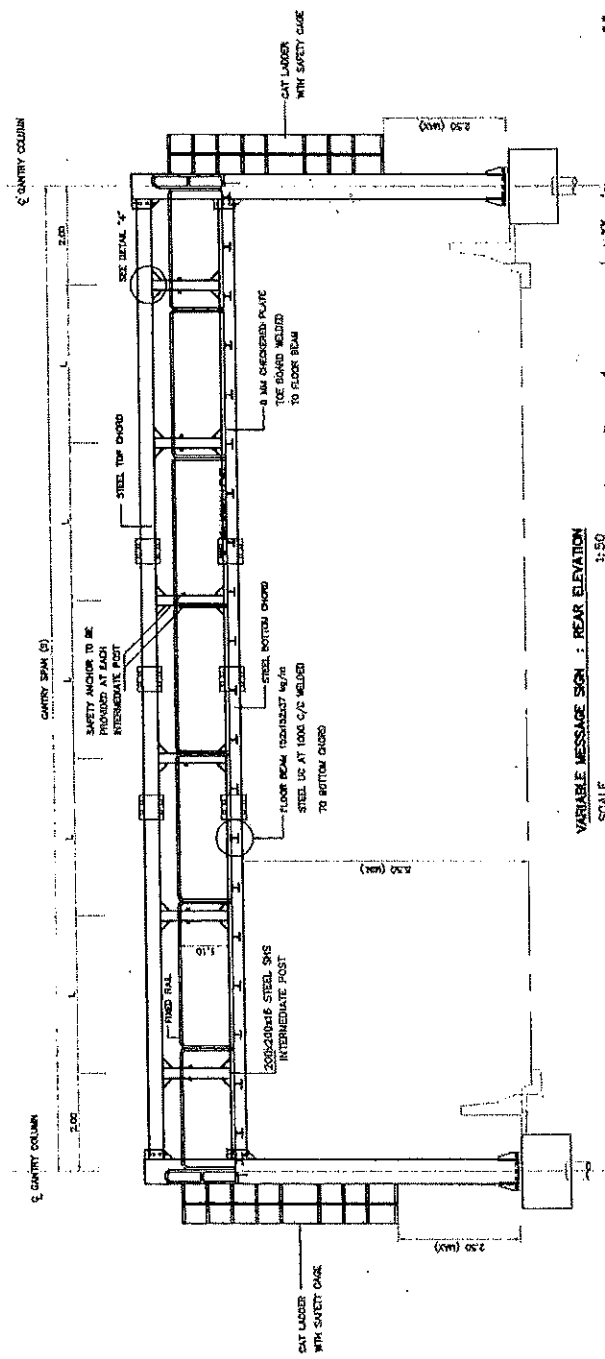 ℄ GANTRY COLUMN
℄ GANTRY COLUMN
GANTRY SPAN (S)
2.00
L
L
L
L
L
2.00
CAT LADDER
WITH SAFETY CAGE
SEE DETAIL "4"
STEEL TOP CHORD
SAFETY ANCHOR TO BE
PROVIDED AT EACH
INTERMEDIATE POST
FIXED RAIL
1.10
8 MM CHECKERED PLATE
TOE BOARD WELDED
TO FLOOR BEAM
STEEL BOTTOM CHORD
FLOOR BEAM 152x152x37 kg/m
STEEL UC AT 1000 C/C WELDED
TO BOTTOM CHORD
200x200x16 STEEL SHS
INTERMEDIATE POST
CAT LADDER
WITH SAFETY CAGE
2.50 (MAX)
(MIN.)
2.50 (MAX)
VARIABLE MESSAGE SIGN : REAR ELEVATION
SCALE 1:50